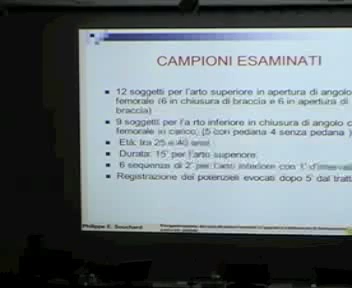 CAMPIONI ESAMINATI
12 soggetti per l'arto superiore in apertura di angolo
femorale (6 in chiusura di braccia e 6 in apertura di
braccia)
9 soggetti per l'a rto inferiore in chiusura di angolo c
femorale in carico, (5 con pedana 4 senza pedana )
Età: tra 25 e 40 anni
Durata: 15' per l'arto superiore;
6 sequenze di 2' per l'arto inferiore con 1' d'interval
Registrazione dei potenziali evocati dopo 5' dal tratt
Philippe E. Souchard